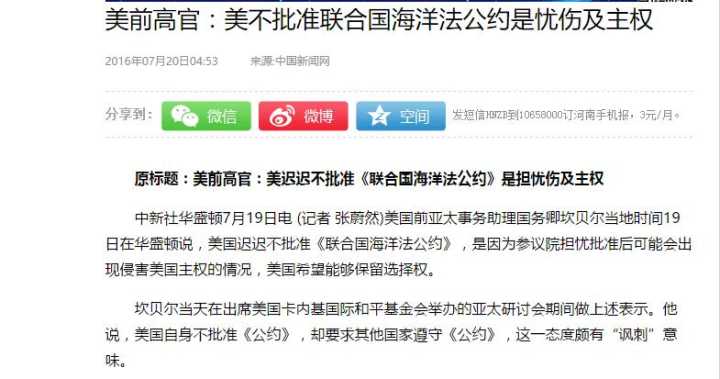 美前高官：美不批准联合国海洋法公约是忧伤及主权
2016年07月20日04:53 来源:中国新闻网
分享到： 微信 微博 空间 发短信HNZB到10658000订河南手机报，3元/月。
原标题：美前高官：美迟迟不批准《联合国海洋法公约》是担忧伤及主权
中新社华盛顿7月19日电 (记者 张蔚然)美国前亚太事务助理国务卿坎贝尔当地时间19
日在华盛顿说，美国迟迟不批准《联合国海洋法公约》，是因为参议院担忧批准后可能会出
现侵害美国主权的情况，美国希望能够保留选择权。
坎贝尔当天在出席美国卡内基国际和平基金会举办的亚太研讨会期间做上述表示。他
说，美国自身不批准《公约》，却要求其他国家遵守《公约》，这一态度颇有“讽刺”意
味。